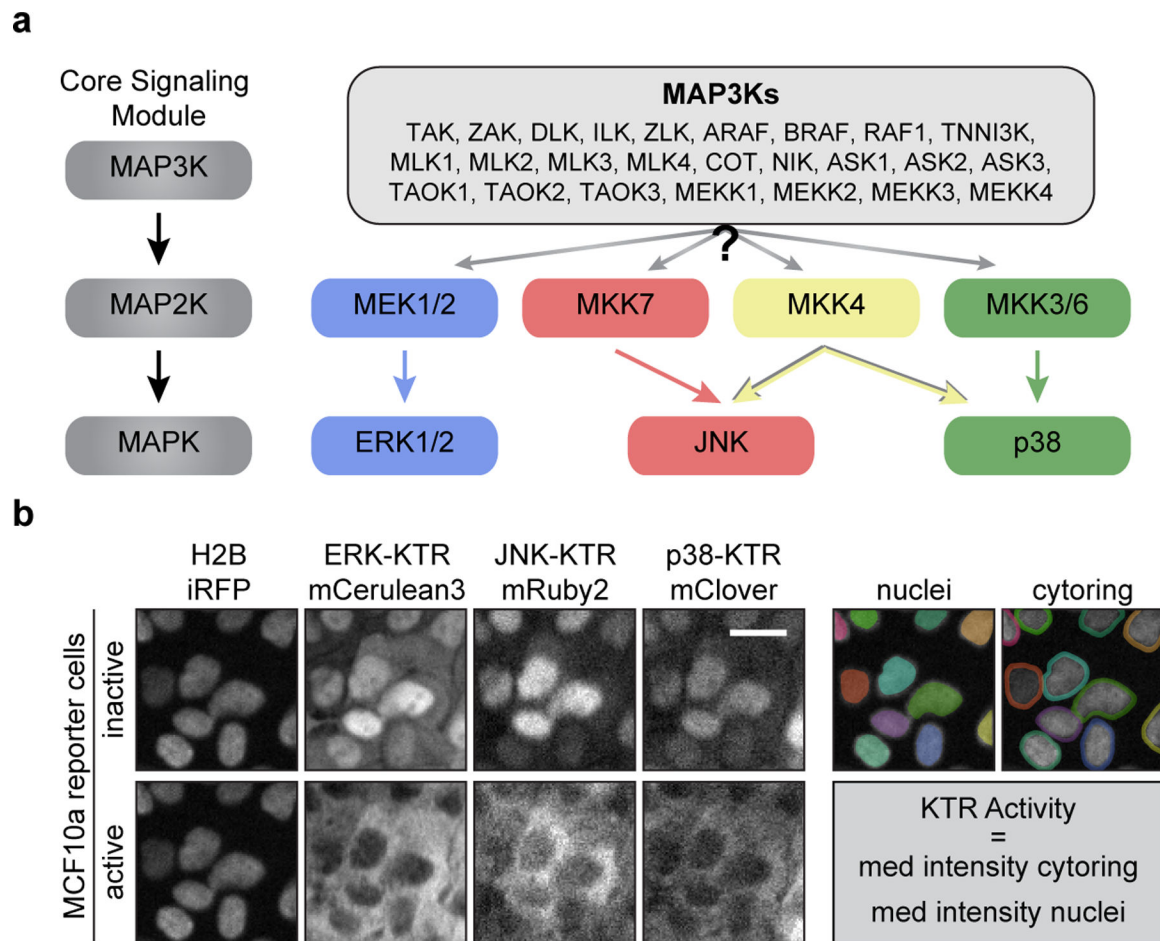 a
Core Signaling
Module
MAP3K
MAP2K
MAPK
MAP3Ks
TAK, ZAK, DLK, ILK, ZLK, ARAF, BRAF, RAF1, TNNI3K,
MLK1, MLK2, MLK3, MLK4, COT, NIK, ASK1, ASK2, ASK3,
TAOK1, TAOK2, TAOK3, MEKK1, MEKK2, MEKK3, MEKK4
?
MEK1/2
MKK7
MKK4
MKK3/6
ERK1/2
JNK
p38
b
H2B
iRFP
ERK-KTR
mCerulean3
JNK-KTR
mRuby2
p38-KTR
mClover
nuclei
cytoring
MCF10a reporter cells
inactive
active
KTR Activity
=
med intensity cytoring
med intensity nuclei